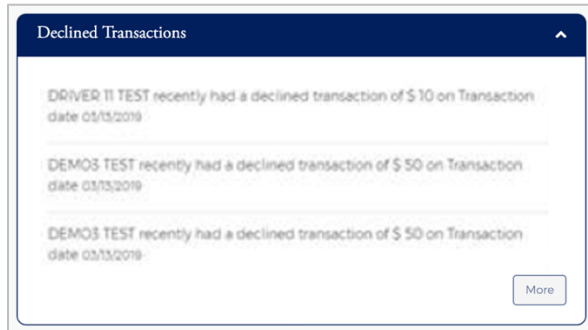 Declined Transactions
DRIVER 11 TEST recently had a declined transaction of $ 10 on Transaction
date 03/13/2019
DEMO3 TEST recently had a declined transaction of $ 50 on Transaction
date 03/13/2019
DEMO3 TEST recently had a declined transaction of $ 50 on Transaction
date 03/13/2019
More